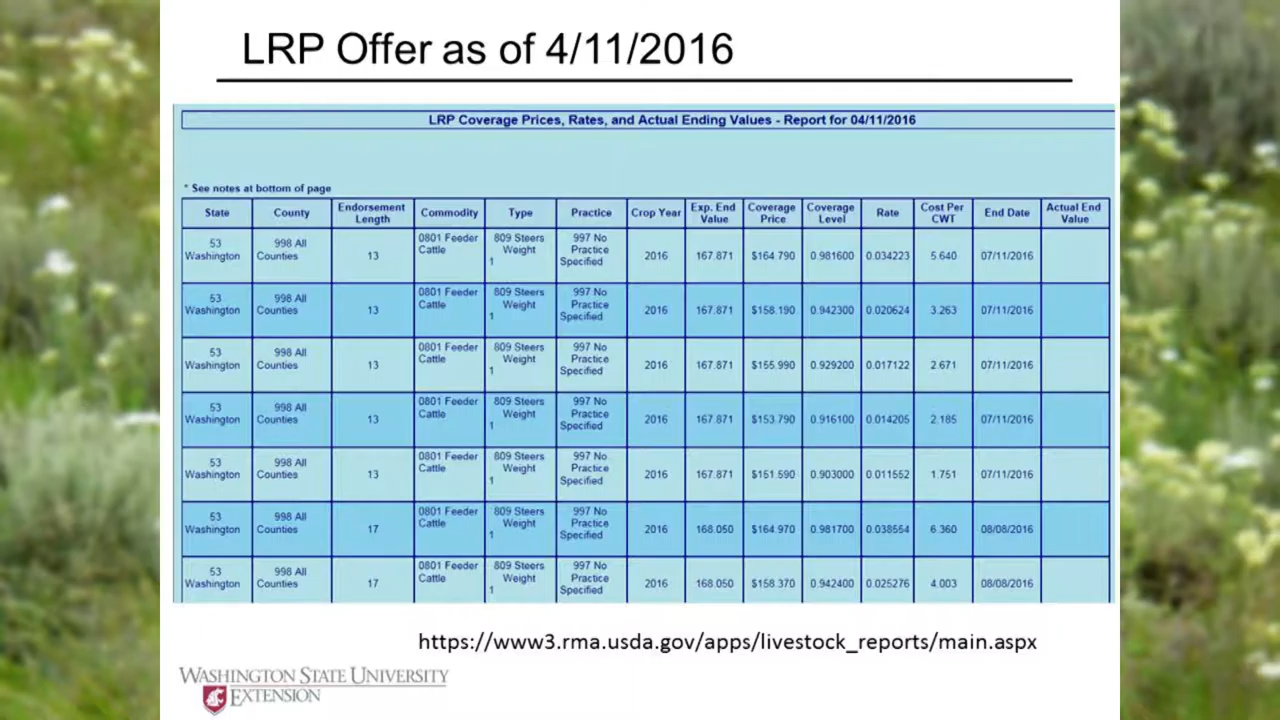 LRP Offer as of 4/11/2016
LRP Coverage Prices, Rates, and Actual Ending Values - Report for 04/11/2016
* See notes at bottom of page
State County Endorsement Length Commodity Type Practice Crop Year Exp. End Value Coverage Price Coverage Level Rate Cost Per CWT End Date Actual End Value
53 Washington 998 All Counties 13 0801 Feeder Cattle 809 Steers Weight 1 997 No Practice Specified 2016 167.871 $164.790 0.981600 0.034223 5.640 07/11/2016
53 Washington 998 All Counties 13 0801 Feeder Cattle 809 Steers Weight 1 997 No Practice Specified 2016 167.871 $158.190 0.942300 0.020624 3.263 07/11/2016
53 Washington 998 All Counties 13 0801 Feeder Cattle 809 Steers Weight 1 997 No Practice Specified 2016 167.871 $155.990 0.929200 0.017122 2.671 07/11/2016
53 Washington 998 All Counties 13 0801 Feeder Cattle 809 Steers Weight 1 997 No Practice Specified 2016 167.871 $153.790 0.916100 0.014205 2.185 07/11/2016
53 Washington 998 All Counties 13 0801 Feeder Cattle 809 Steers Weight 1 997 No Practice Specified 2016 167.871 $151.590 0.903000 0.011552 1.751 07/11/2016
53 Washington 998 All Counties 17 0801 Feeder Cattle 809 Steers Weight 1 997 No Practice Specified 2016 168.050 $164.970 0.981700 0.038554 6.360 08/08/2016
53 Washington 998 All Counties 17 0801 Feeder Cattle 809 Steers Weight 1 997 No Practice Specified 2016 168.050 $158.370 0.942400 0.025276 4.003 08/08/2016
https://www3.rma.usda.gov/apps/livestock_reports/main.aspx
WASHINGTON STATE UNIVERSITY
EXTENSION